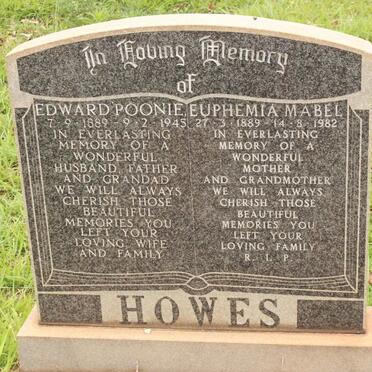 In Loving Memory
of
EDWARD POONIE
7. 9. 1889 - 9. 2. 1945
IN EVERLASTING
MEMORY OF A
WONDERFUL
HUSBAND, FATHER
AND GRANDAD
WE WILL ALWAYS
CHERISH THOSE
BEAUTIFUL
MEMORIES YOU
LEFT YOUR
LOVING WIFE
AND FAMILY
EUPHEMIA MABEL
27. 3. 1889 - 14. 8. 1982
IN EVERLASTING
MEMORY OF A
WONDERFUL
MOTHER
AND GRANDMOTHER
WE WILL ALWAYS
CHERISH THOSE
BEAUTIFUL
MEMORIES YOU
LEFT YOUR
LOVING FAMILY
R. I. P.
HOWES